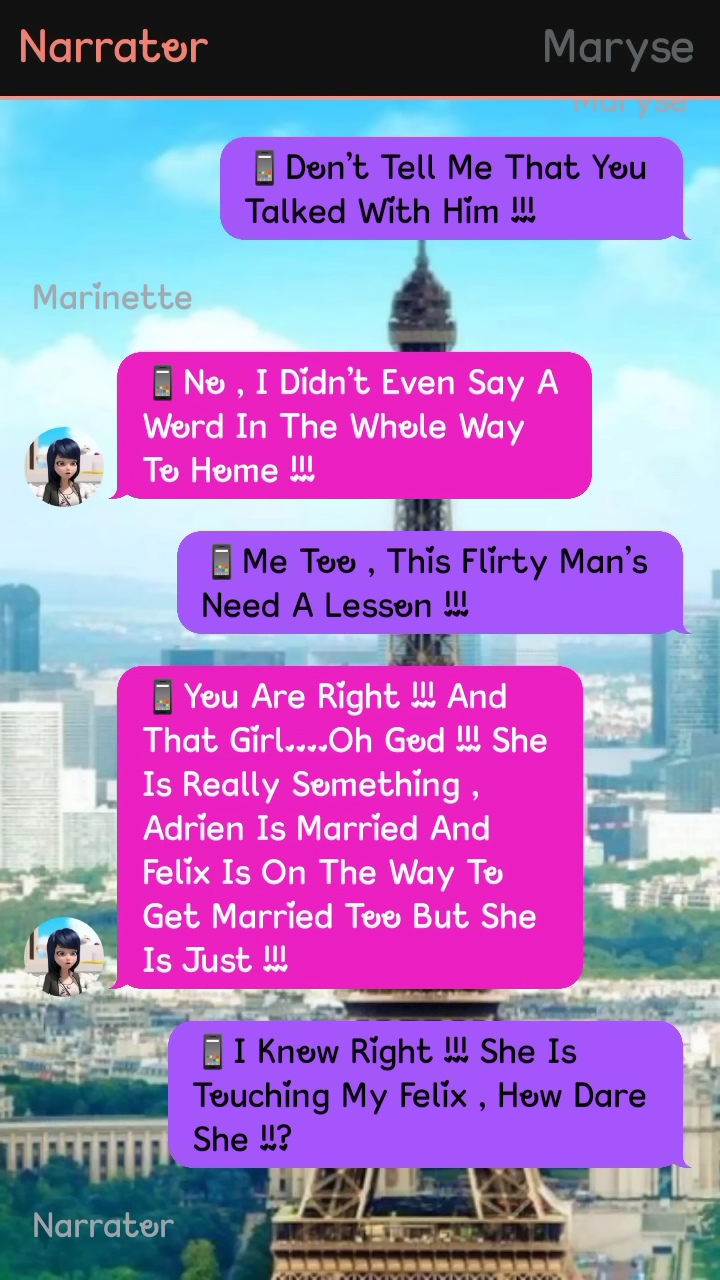 Narrator Maryse
Maryse
📱Don't Tell Me That You
Talked With Him !!!
Marinette
📱No , I Didn't Even Say A
Word In The Whole Way
To Home !!!
📱Me Too , This Flirty Man's
Need A Lesson !!!
📱You Are Right !!! And
That Girl....Oh God !!! She
Is Really Something ,
Adrien Is Married And
Felix Is On The Way To
Get Married Too But She
Is Just !!!
📱I Know Right !!! She Is
Touching My Felix , How Dare
She !!?
Narrator